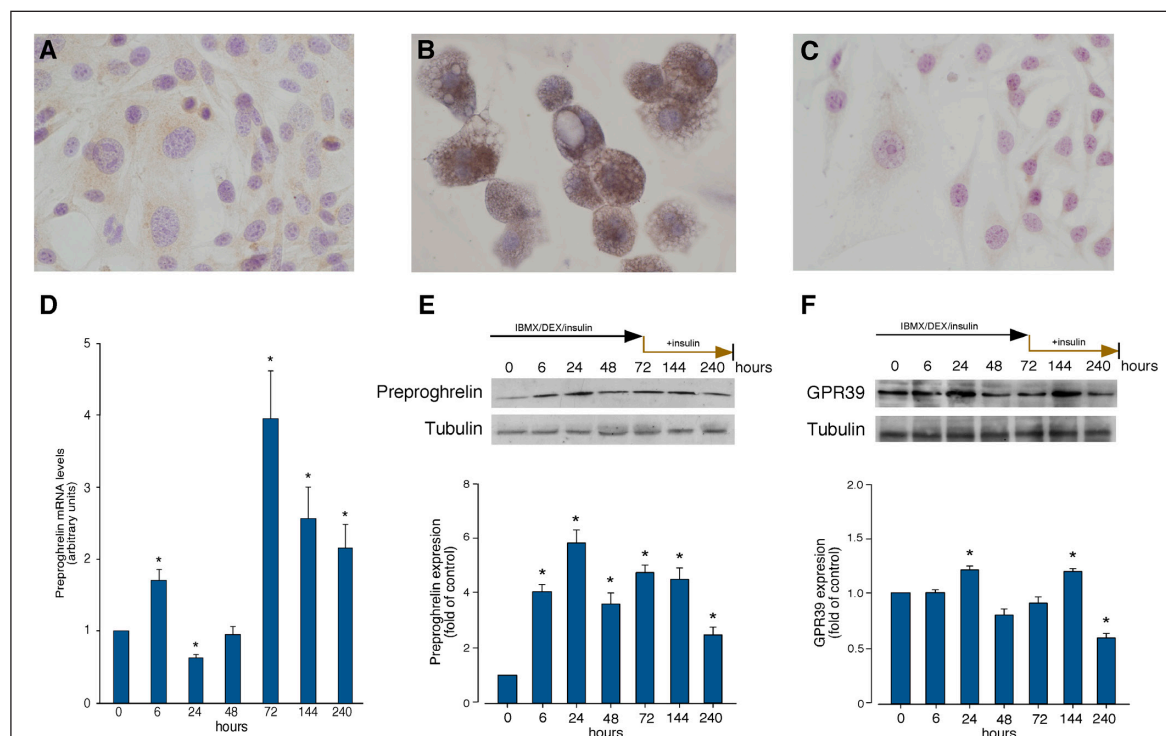 A
B
C
D
Preproghrelin mRNA levels
(arbitrary units)
5
4
3
2
1
0
*
*
*
*
*
0 6 24 48 72 144 240
hours
E
IBMX/DEX/insulin
+insulin
0 6 24 48 72 144 240 hours
Preproghrelin
Tubulin
Preproghrelin expresion
(fold of control)
8
6
4
2
0
*
*
*
*
*
*
0 6 24 48 72 144 240
hours
F
IBMX/DEX/insulin
+insulin
0 6 24 48 72 144 240 hours
GPR39
Tubulin
GPR39 expresion
(fold of control)
2.0
1.5
1.0
0.5
0
*
*
*
0 6 24 48 72 144 240
hours